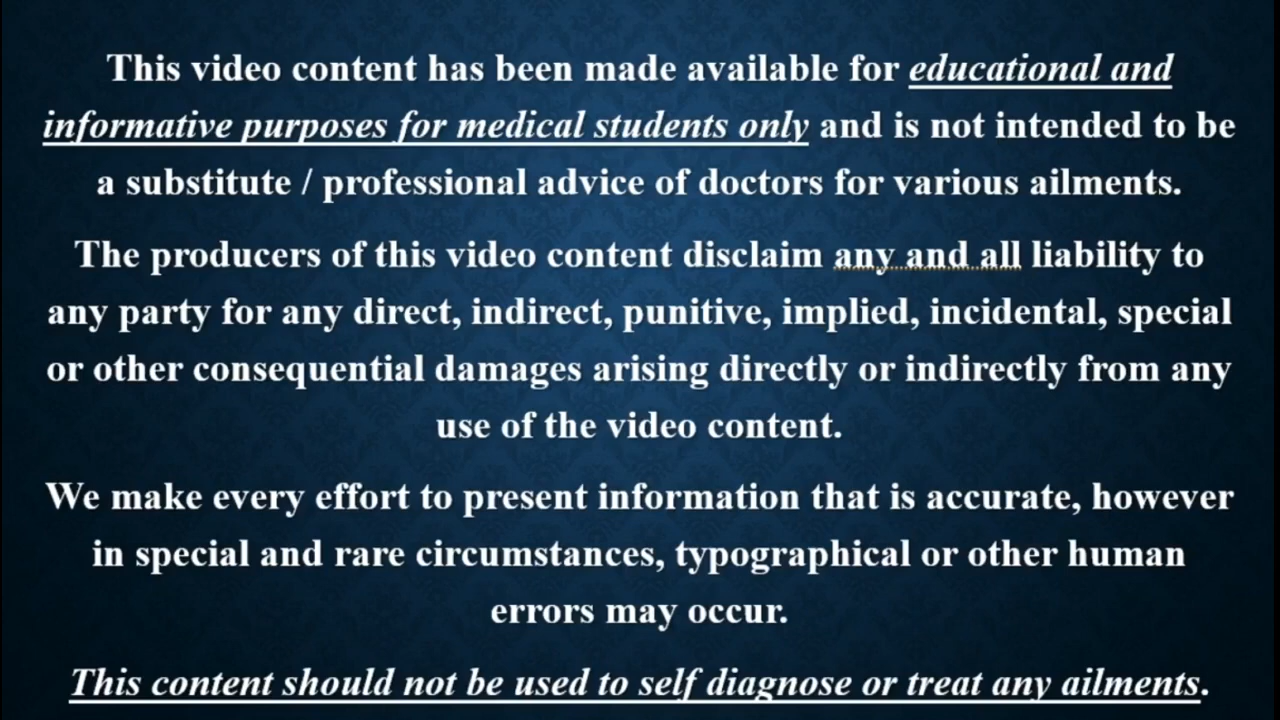 This video content has been made available for educational and
informative purposes for medical students only and is not intended to be
a substitute / professional advice of doctors for various ailments.
The producers of this video content disclaim any and all liability to
any party for any direct, indirect, punitive, implied, incidental, special
or other consequential damages arising directly or indirectly from any
use of the video content.
We make every effort to present information that is accurate, however
in special and rare circumstances, typographical or other human
errors may occur.
This content should not be used to self diagnose or treat any ailments.